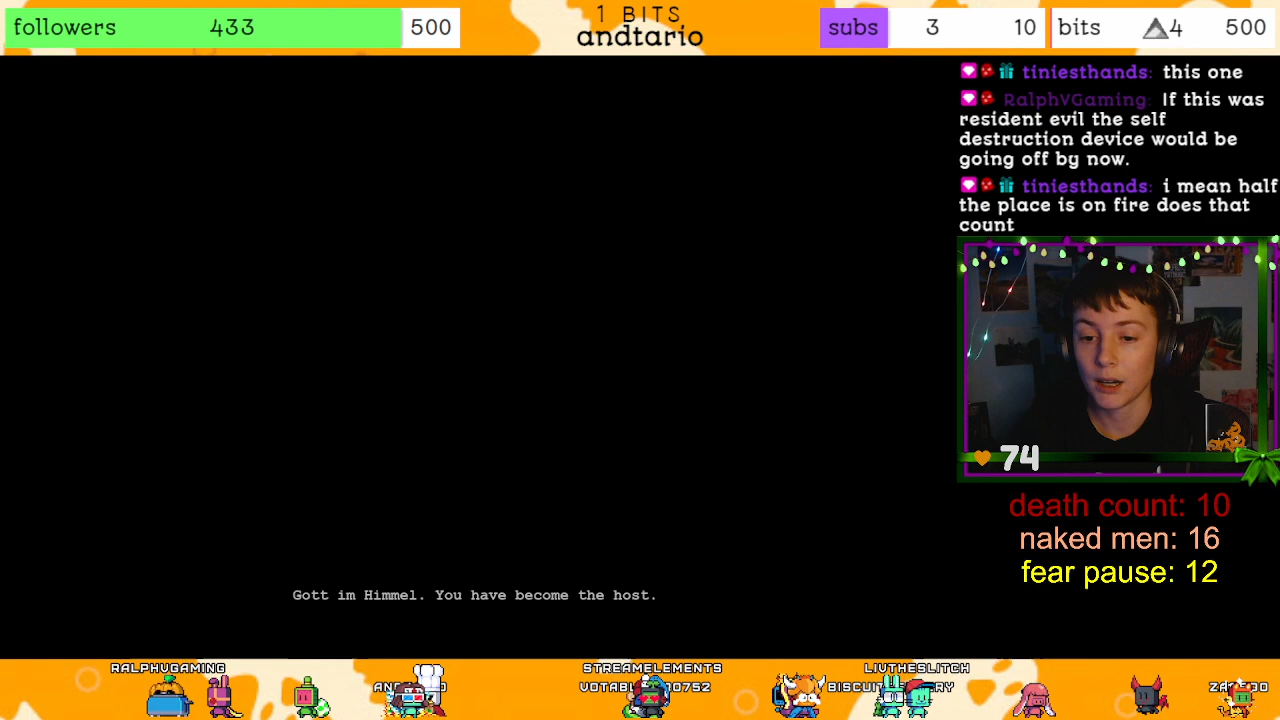 followers 433 500
1 BITS
andtario
subs 3 10
bits 4 500
tiniesthands: this one
RalphVGaming: If this was
resident evil the self
destruction device would be
going off by now.
tiniesthands: i mean half
the place is on fire does that
count
74
death count: 10
naked men: 16
fear pause: 12
Gott im Himmel. You have become the host.
RALPHVGAMING
STREAMELEMENTS
LIVTHESLITCH